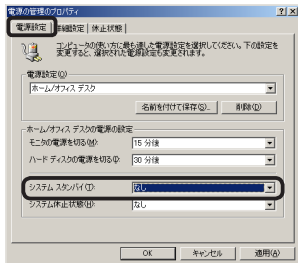 電源の管理のプロパティ
電源設定 詳細設定 休止状態
コンピュータの使い方に最も適した電源設定を選択してください。下の設定を
変更すると、選択された電源設定も変更されます。
電源設定(O)
ホーム/オフィス デスク
名前を付けて保存(S)... 削除(D)
ホーム/オフィス デスクの電源の設定
モニタの電源を切る(M): 15 分後
ハード ディスクの電源を切る(I): 30 分後
システム スタンバイ(T): なし
システム休止状態(H): なし
OK キャンセル 適用(A)